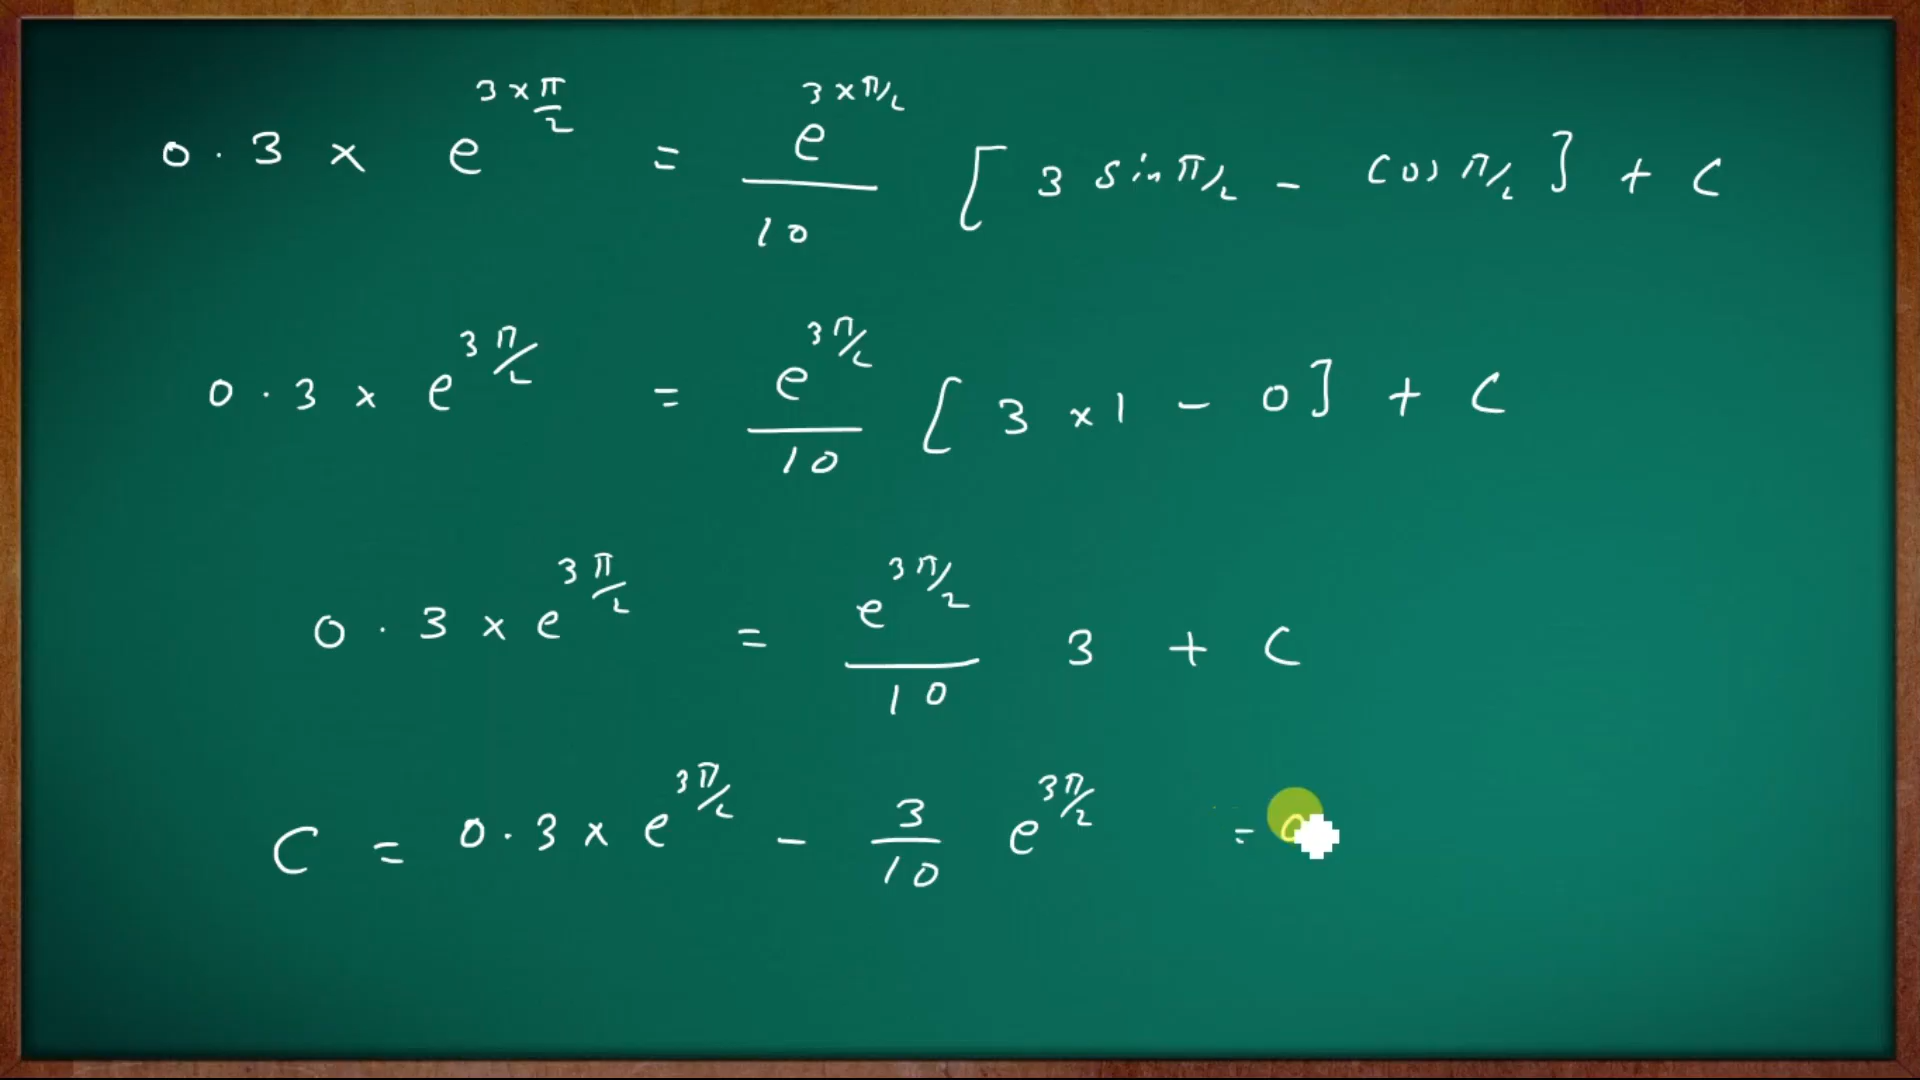 0.3 × e^{3×π/2} = e^{3×π/2}/10 [3 sin π/2 − cos π/2] + C
0.3 × e^{3π/2} = e^{3π/2}/10 [3×1 − 0] + C
0.3 × e^{3π/2} = e^{3π/2}/10 3 + C
C = 0.3 × e^{3π/2} − 3/10 e^{3π/2} = 0